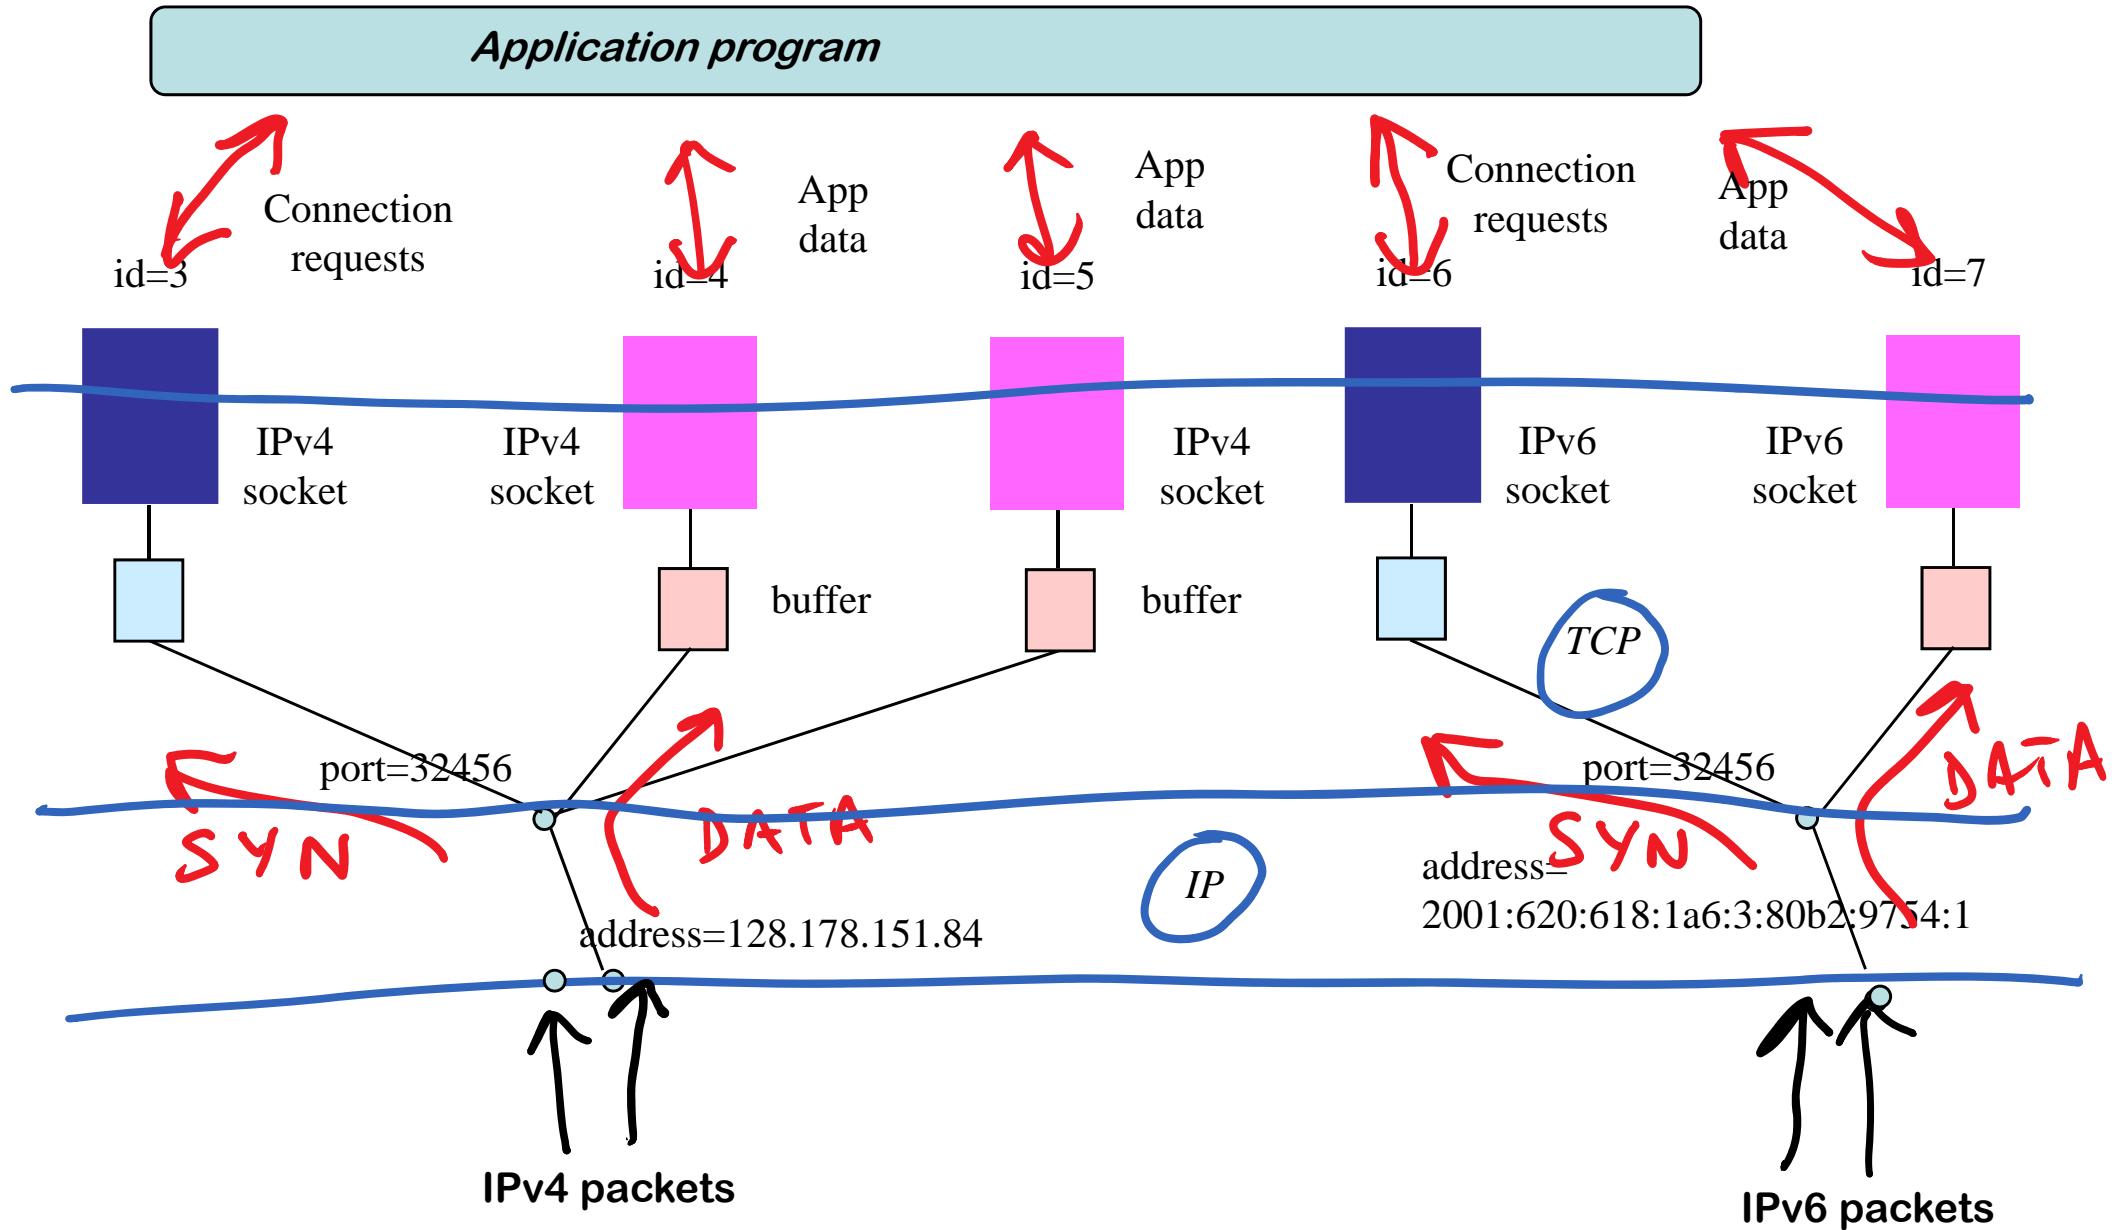 Application program
Connection
requests
App
data
App
data
Connection
requests
App
data
id=3
id=4
id=5
id=6
id=7
IPv4
socket
IPv4
socket
IPv4
socket
IPv6
socket
IPv6
socket
buffer
buffer
TCP
port=32456
port=32456
DATA
SYN
DATA
SYN
IP
address=
2001:620:618:1a6:3:80b2:9754:1
address=128.178.151.84
IPv4 packets
IPv6 packets